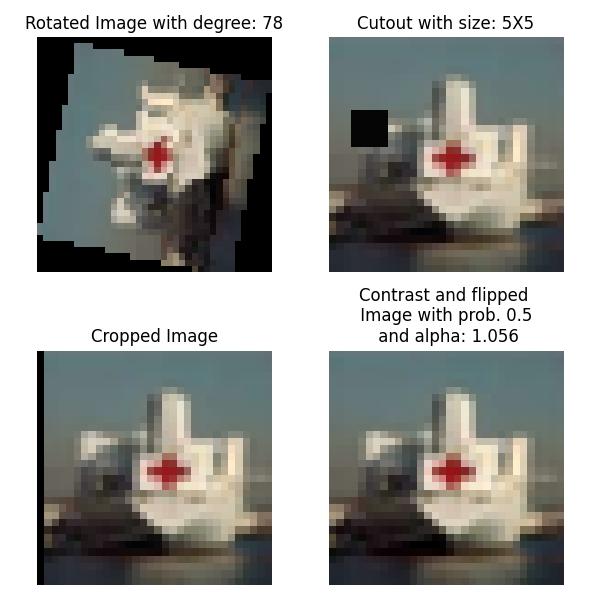 Rotated Image with degree: 78
Cutout with size: 5X5
Cropped Image
Contrast and flipped
Image with prob. 0.5
and alpha: 1.056